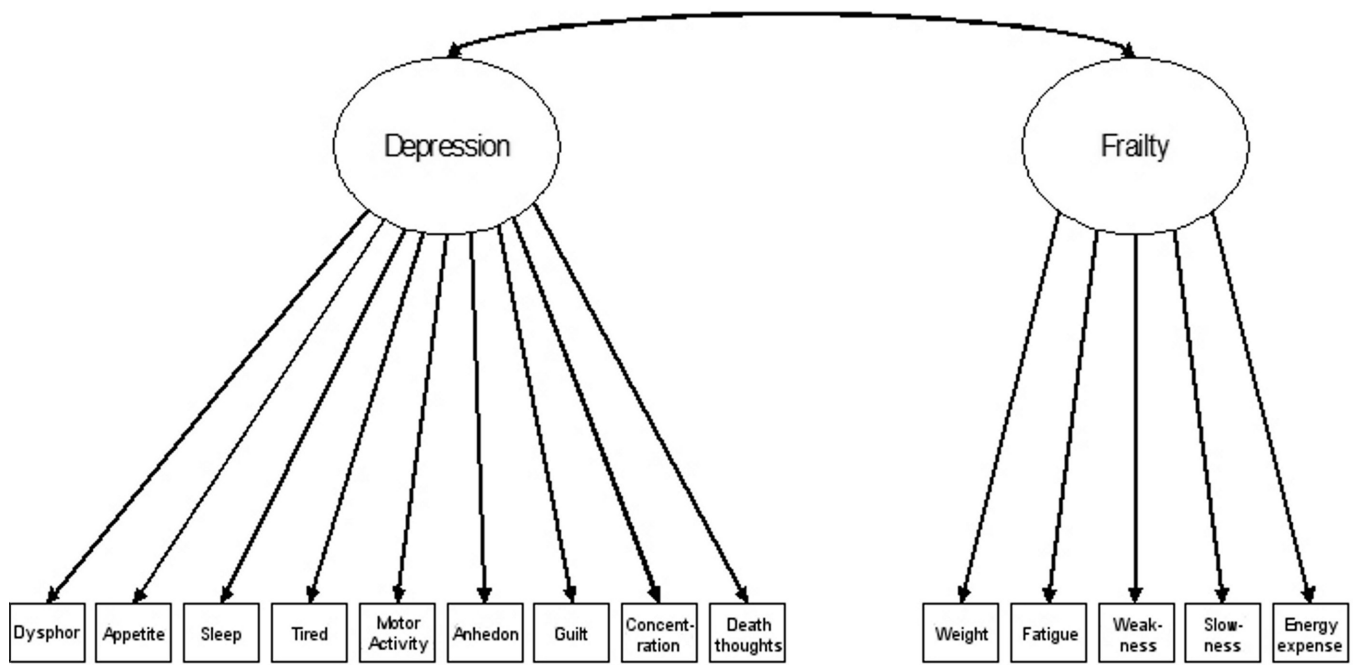 Depression
Frailty
Dysphor
Appetite
Sleep
Tired
Motor
Activity
Anhedon
Guilt
Concent-
ration
Death
thoughts
Weight
Fatigue
Weak-
ness
Slow-
ness
Energy
expense